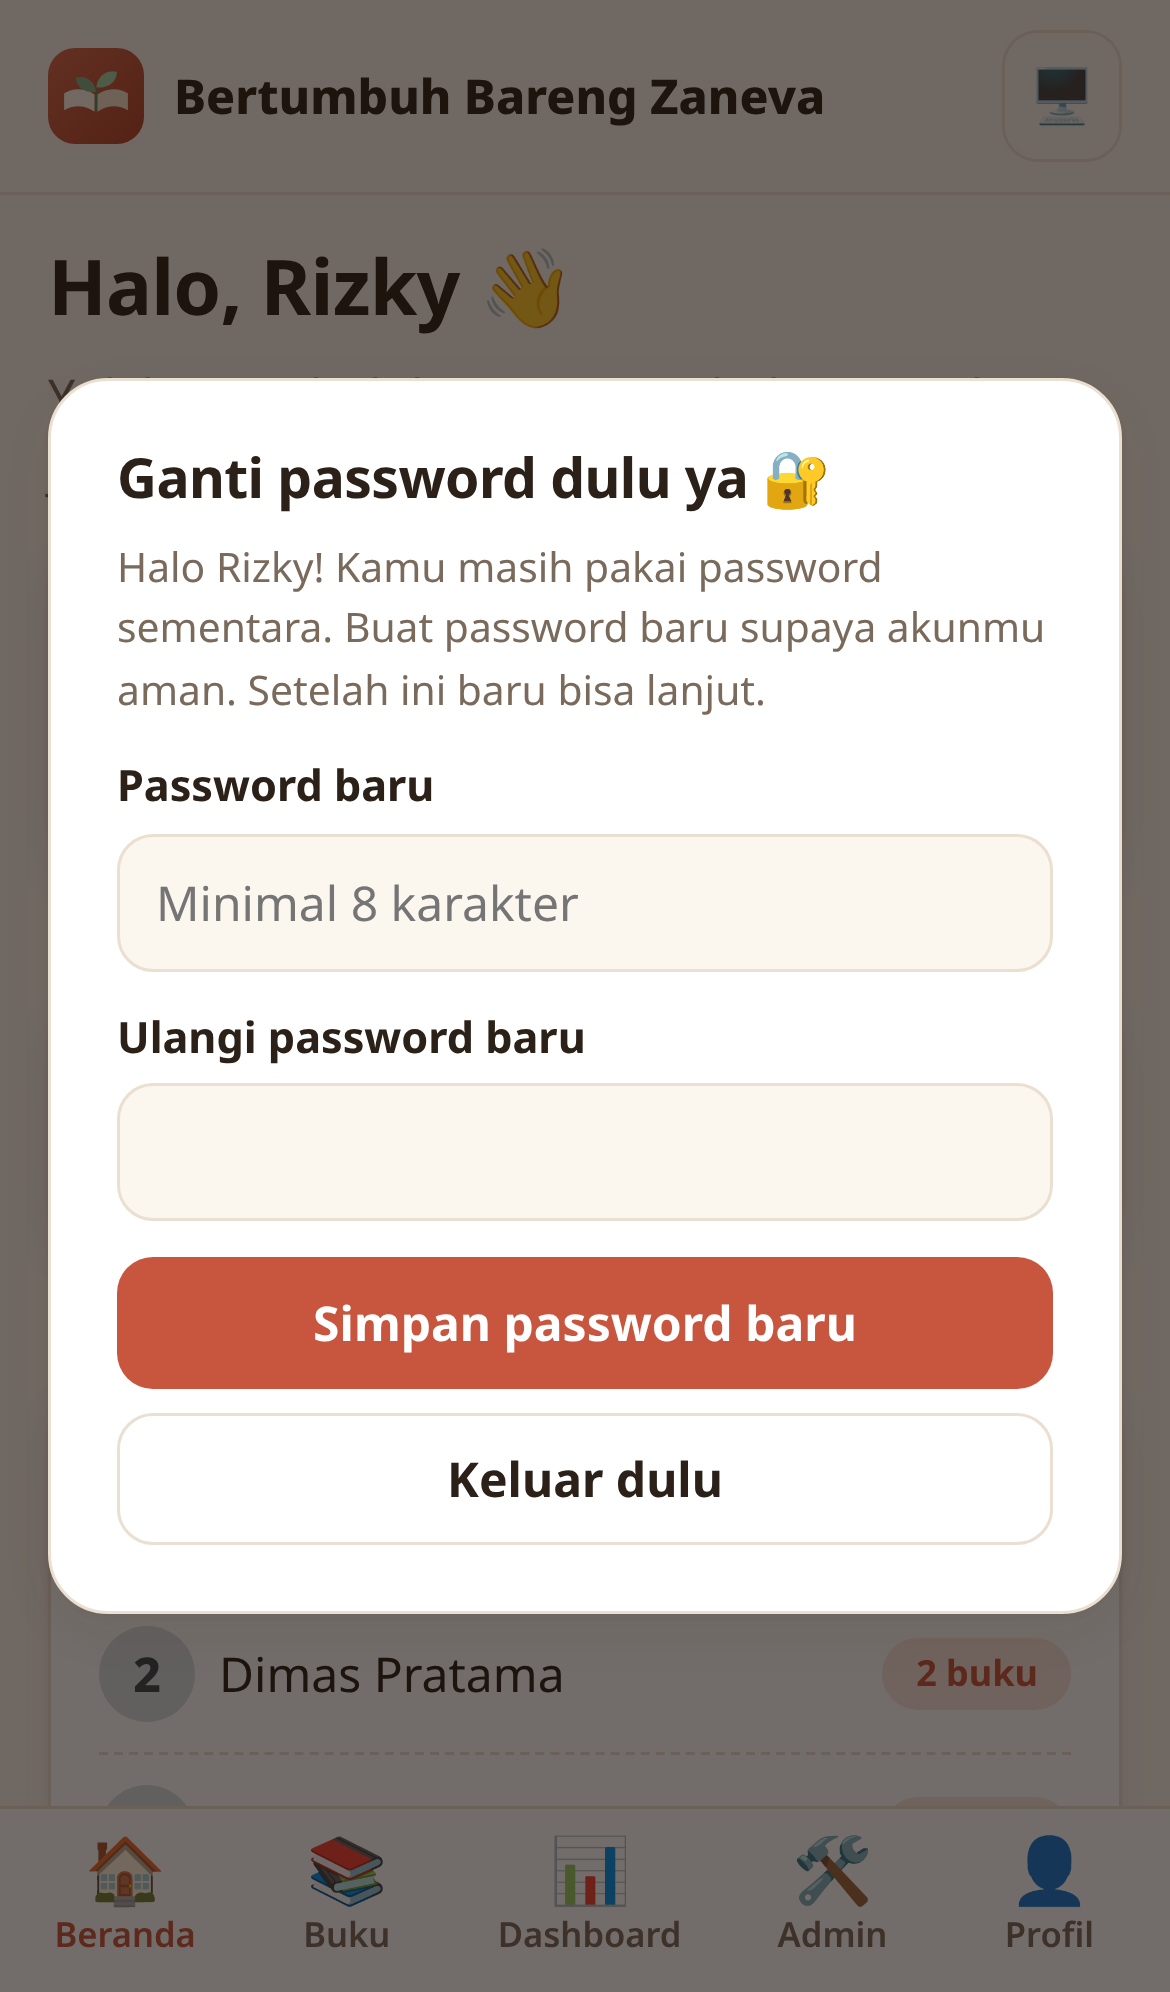 Bertumbuh Bareng Zaneva
Halo, Rizky 👋
Ganti password dulu ya 🔐
Halo Rizky! Kamu masih pakai password
sementara. Buat password baru supaya akunmu
aman. Setelah ini baru bisa lanjut.
Password baru
Minimal 8 karakter
Ulangi password baru
Simpan password baru
Keluar dulu
2 Dimas Pratama 2 buku
Beranda Buku Dashboard Admin Profil